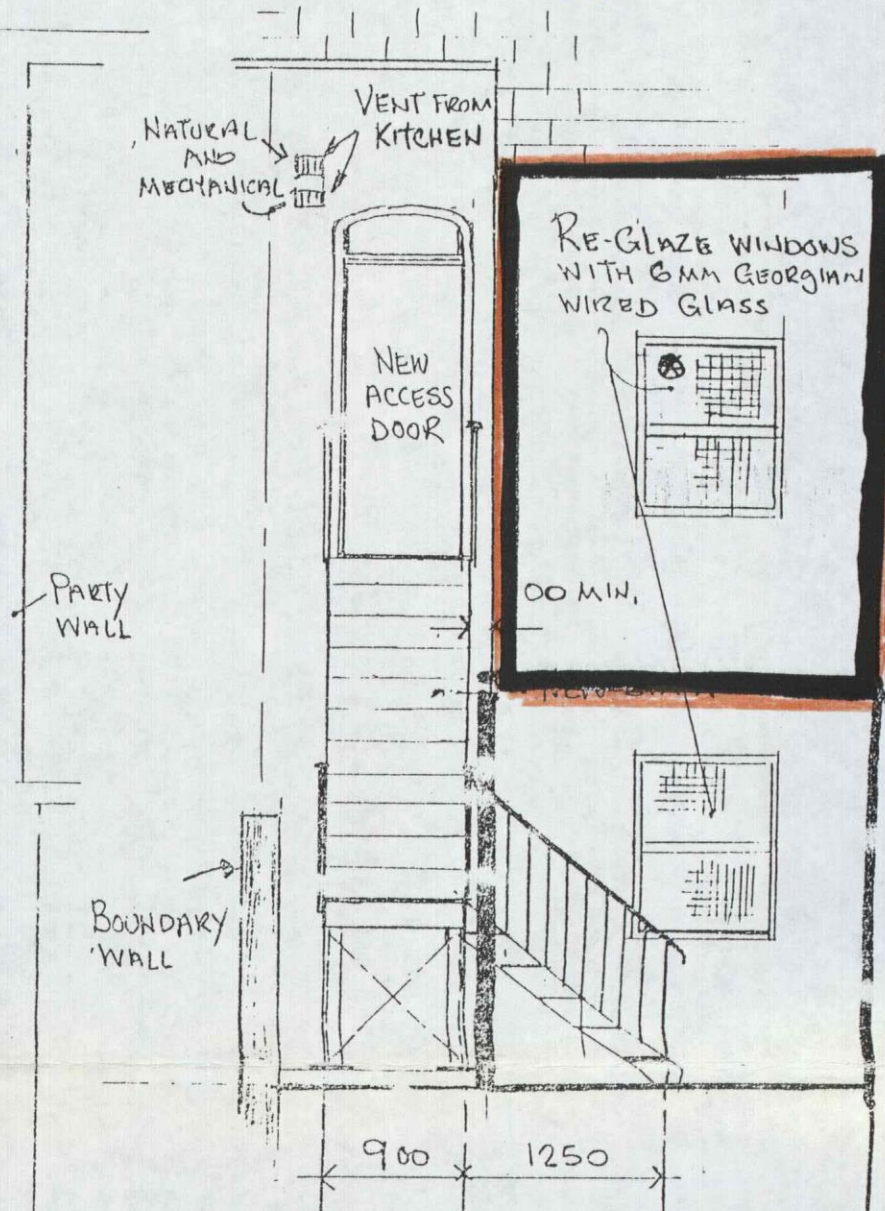 VENT FROM
KITCHEN
NATURAL
AND
MECHANICAL
RE-GLAZE WINDOWS
WITH 6MM GEORGIAN
WIRED GLASS
NEW
ACCESS
DOOR
00 MIN.
PARTY
WALL
BOUNDARY
WALL
900
1250